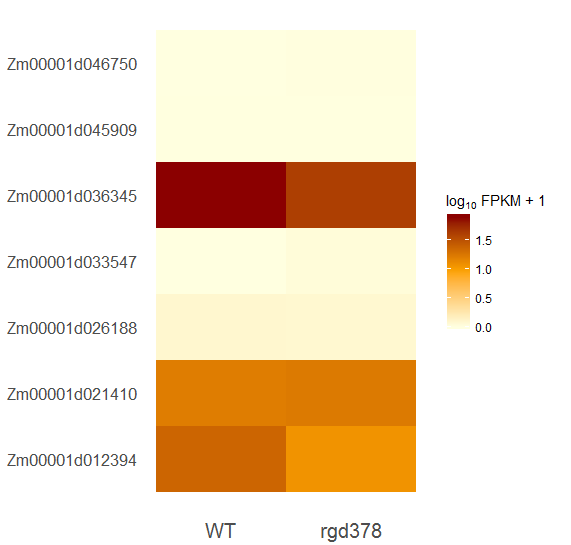 Zm00001d046750
Zm00001d045909
Zm00001d036345
Zm00001d033547
Zm00001d026188
Zm00001d021410
Zm00001d012394
WT rgd378
log₁₀ FPKM + 1
1.5
1.0
0.5
0.0